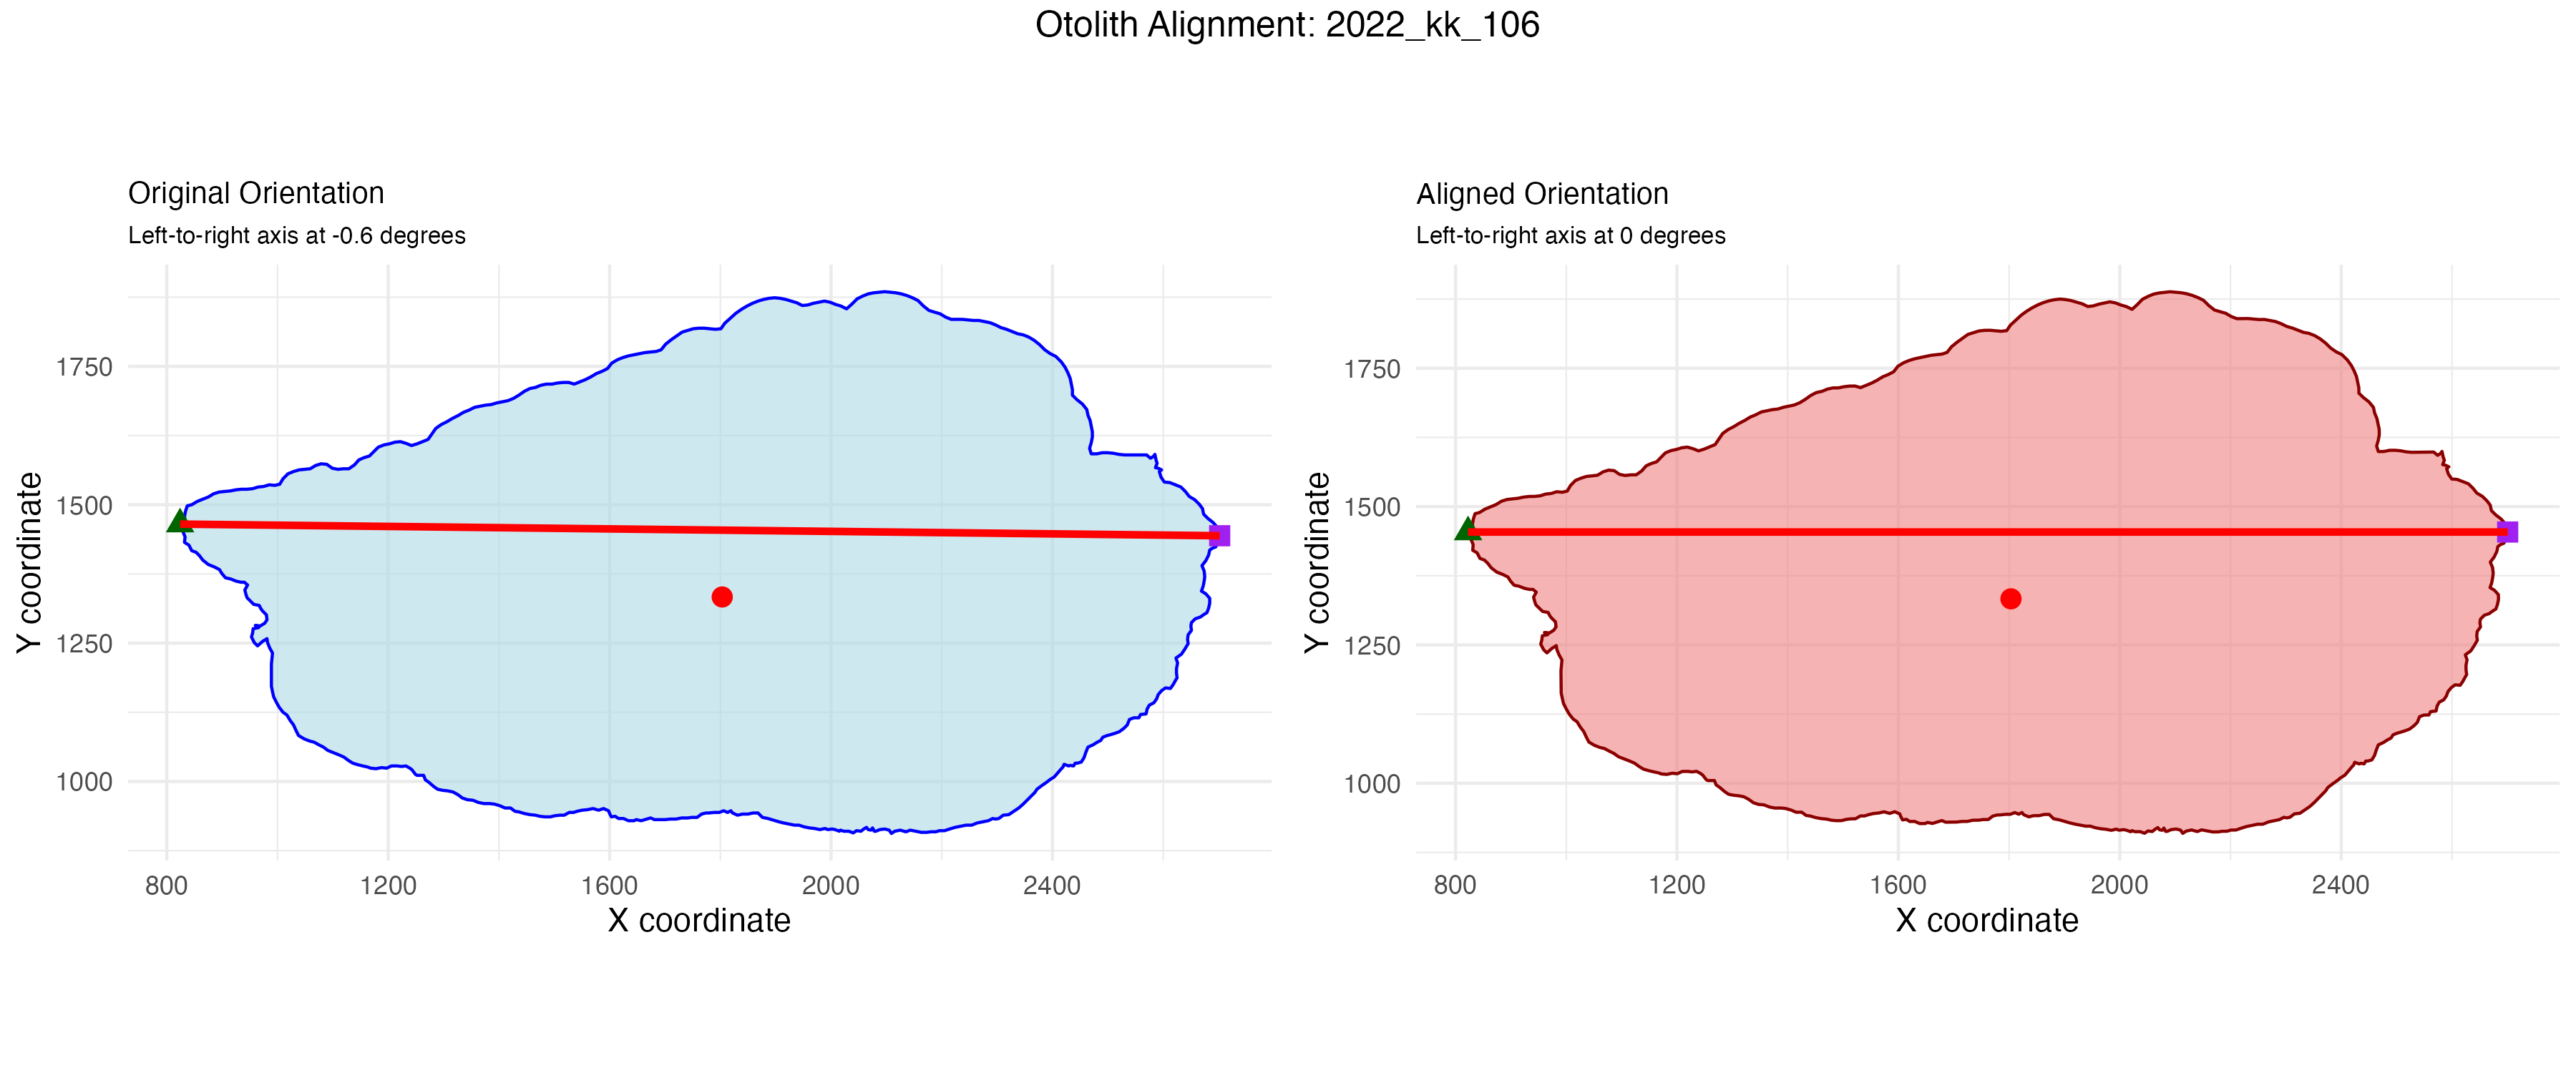 Otolith Alignment: 2022_kk_106
Original Orientation
Left-to-right axis at -0.6 degrees
Y coordinate
1750
1500
1250
1000
800 1200 1600 2000 2400
X coordinate
Aligned Orientation
Left-to-right axis at 0 degrees
Y coordinate
1750
1500
1250
1000
800 1200 1600 2000 2400
X coordinate